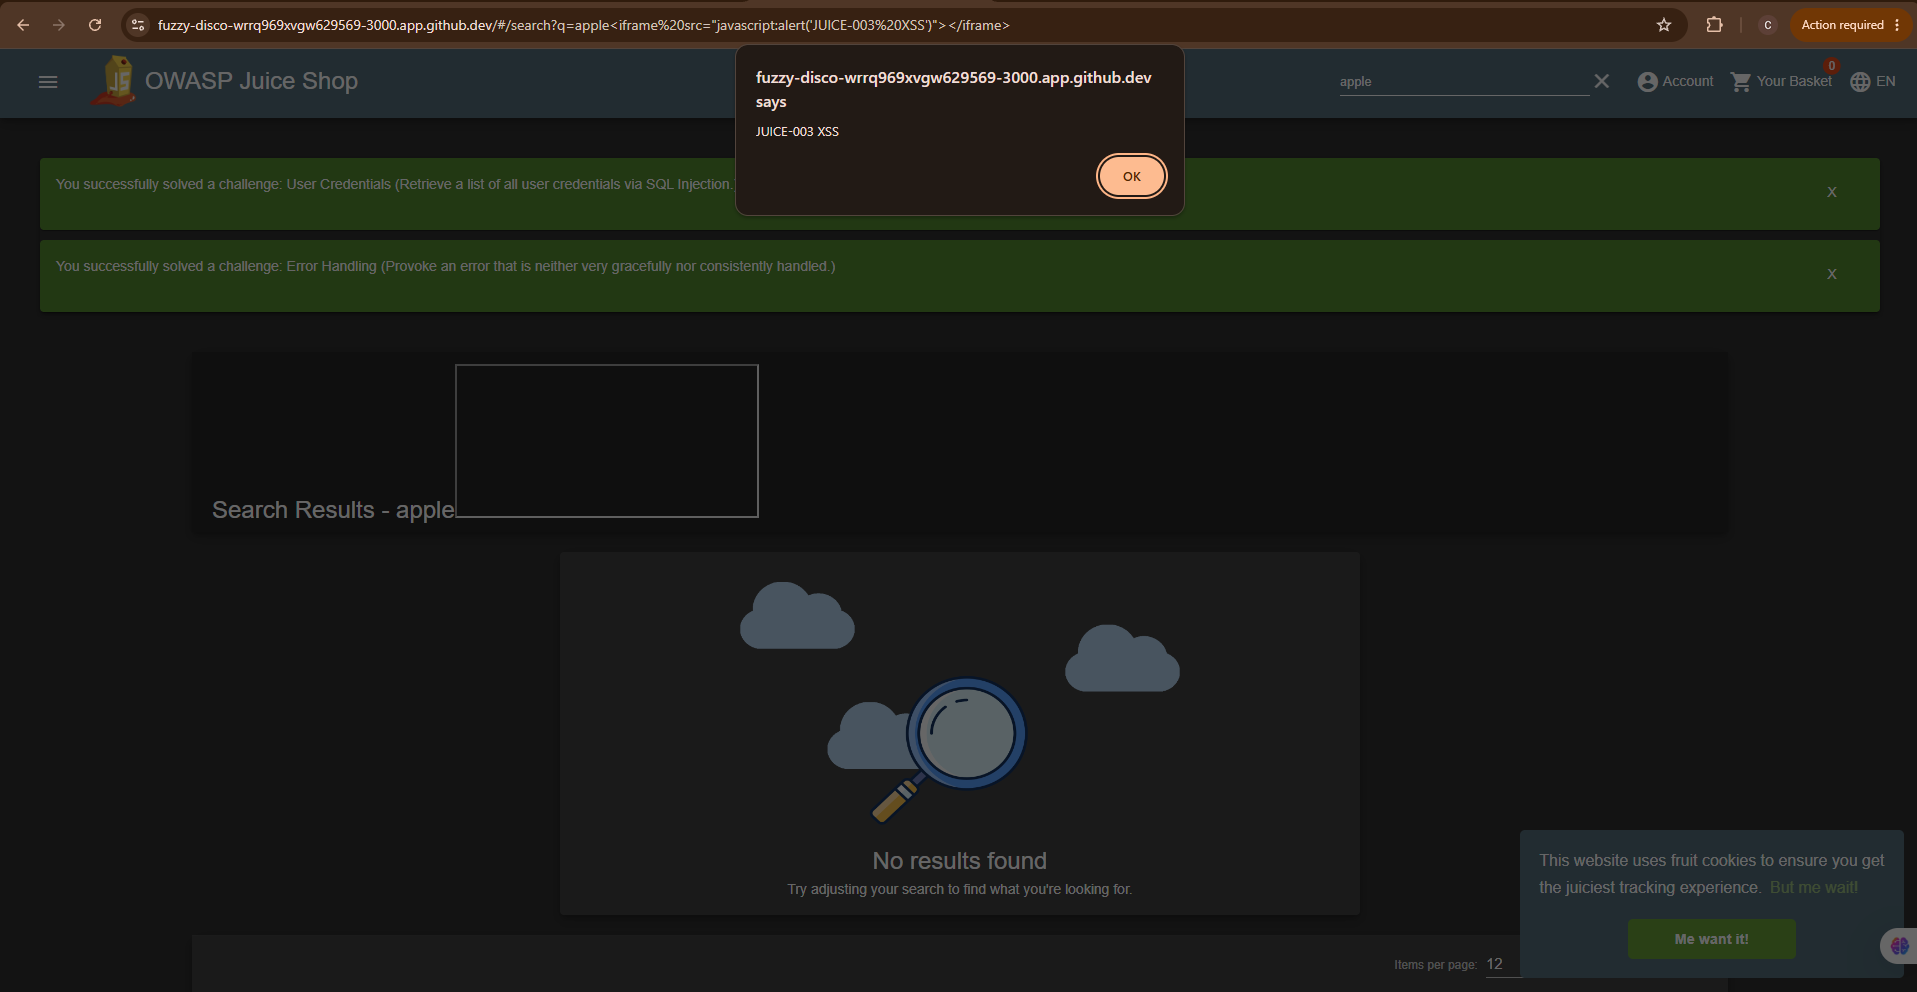 fuzzy-disco-wrrq969xvgw629569-3000.app.github.dev/#/search?q=apple<iframe%20src="javascript:alert('JUICE-003%20XSS')"></iframe>
C
Action required
OWASP Juice Shop
fuzzy-disco-wrrq969xvgw629569-3000.app.github.dev
says
JUICE-003 XSS
OK
apple
Account
Your Basket
0
EN
You successfully solved a challenge: User Credentials (Retrieve a list of all user credentials via SQL Injection.
X
You successfully solved a challenge: Error Handling (Provoke an error that is neither very gracefully nor consistently handled.)
X
Search Results - apple
No results found
Try adjusting your search to find what you're looking for.
This website uses fruit cookies to ensure you get
the juiciest tracking experience. But me wait!
Me want it!
Items per page: 12